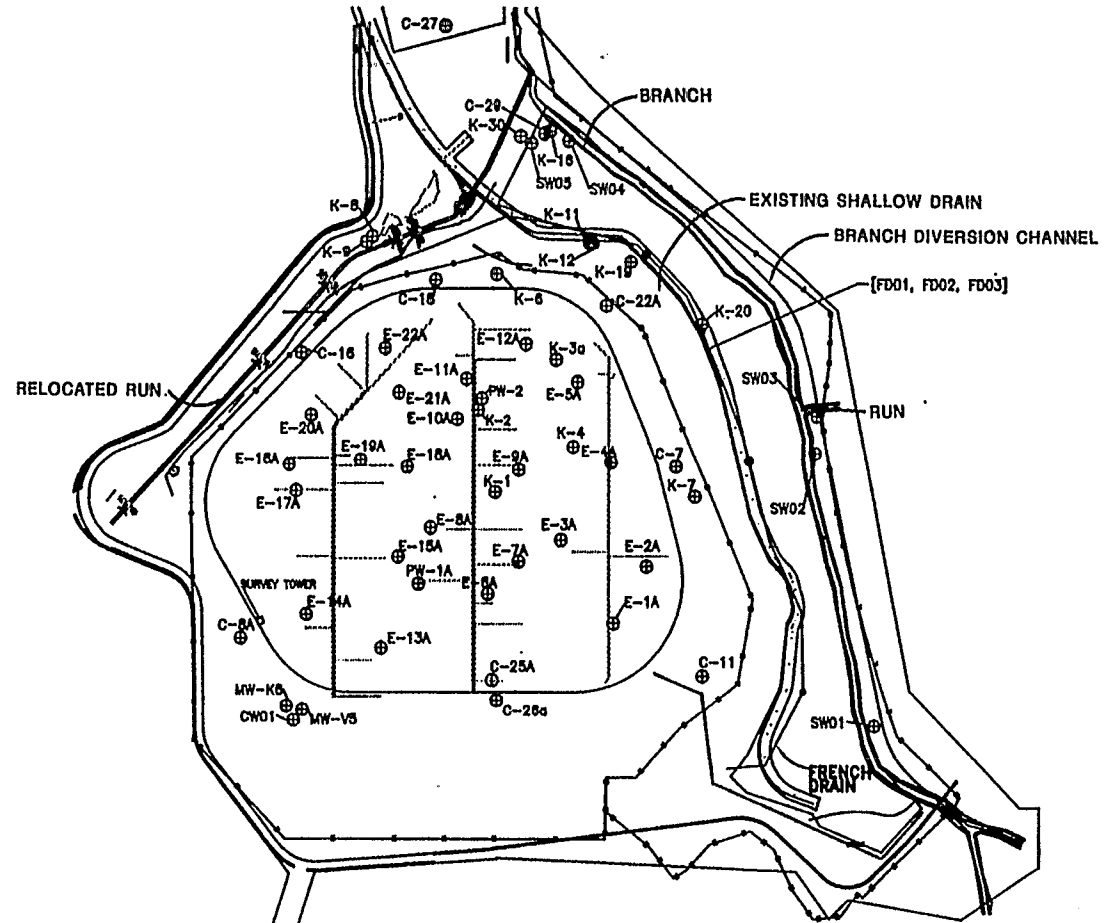 C-27
BRANCH
C-29
K-30
K-16
SW05
SW04
EXISTING SHALLOW DRAIN
K-8
K-11
BRANCH DIVERSION CHANNEL
K-9
K-12
K-19
[FD01, FD02, FD03]
C-15
K-6
C-22A
K-20
E-22A
E-12A
C-16
K-3a
E-11A
SW03
RELOCATED RUN
E-21A
PW-2
E-5A
RUN
E-10A
K-2
E-20A
K-4
E-19A
E-18A
E-9A
E-4A
C-7
E-16A
K-1
K-7
E-17A
SW02
E-8A
E-3A
E-15A
E-7A
E-2A
PW-1A
E-6A
SURVEY TOWER
E-14A
E-1A
C-8A
E-13A
C-25A
C-11
MW-K6
C-26a
CW01
MW-V5
SW01
FRENCH
DRAIN